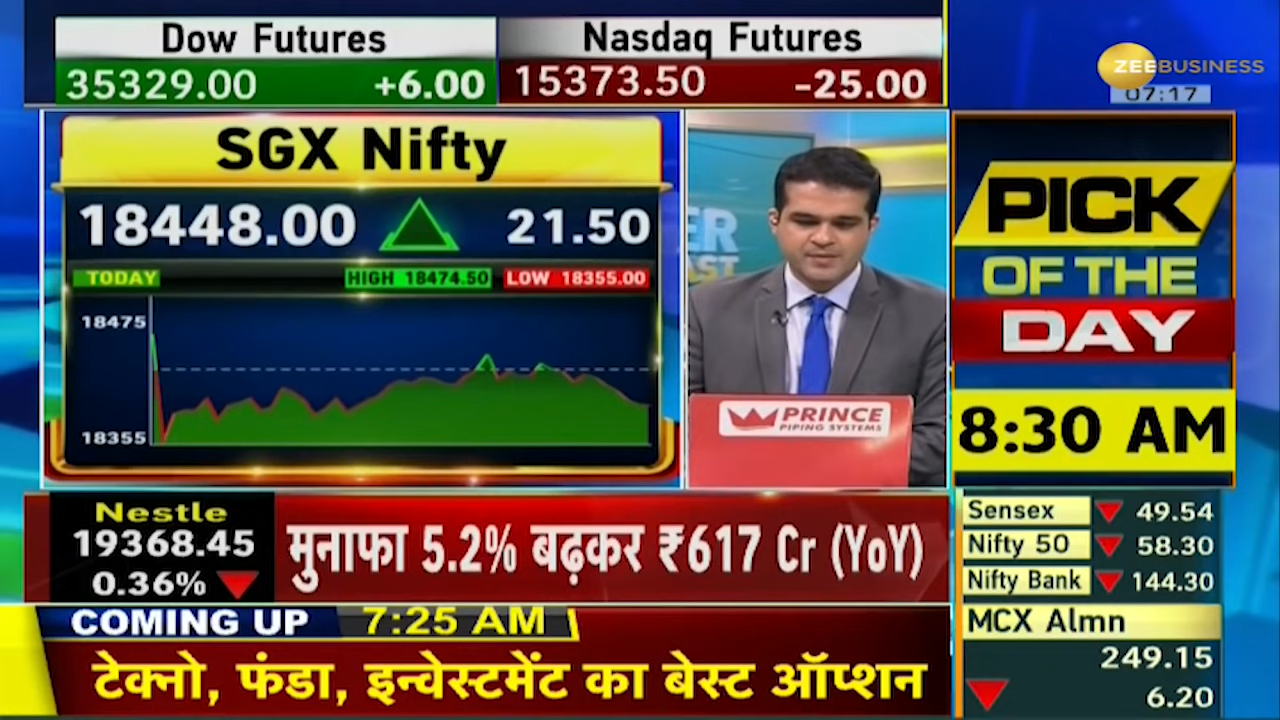 Dow Futures
35329.00 +6.00
Nasdaq Futures
15373.50 -25.00
ZEEBUSINESS
07:17
SGX Nifty
18448.00 21.50
TODAY HIGH 18474.50 LOW 18355.00
18475
18355
ER
AST
PRINCE
PIPING SYSTEMS
PICK
OF THE
DAY
8:30 AM
Nestle
19368.45
0.36%
मुनाफा 5.2% बढ़कर ₹617 Cr (YoY)
COMING UP 7:25 AM
टेक्नो, फंडा, इन्वेस्टमेंट का बेस्ट ऑप्शन
Sensex 49.54
Nifty 50 58.30
Nifty Bank 144.30
MCX Almn
249.15
6.20